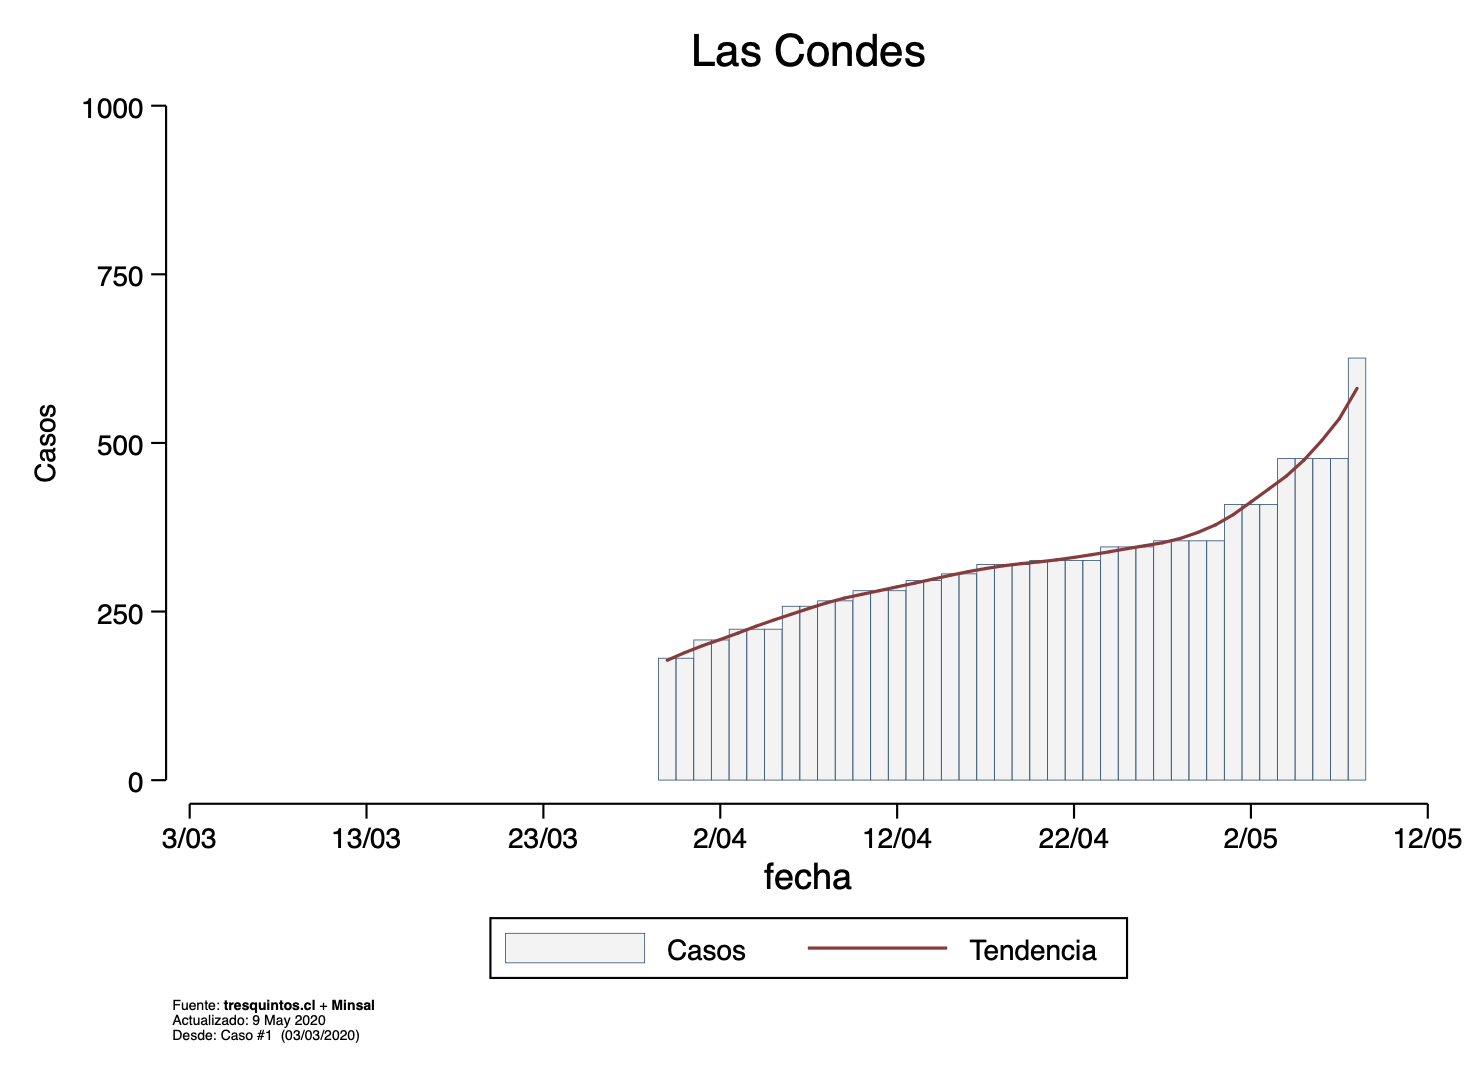 Las Condes
1000
750
500
250
0
Casos
3/03 13/03 23/03 2/04 12/04 22/04 2/05 12/05
fecha
Casos Tendencia
Fuente: tresquintos.cl + Minsal
Actualizado: 9 May 2020
Desde: Caso #1 (03/03/2020)